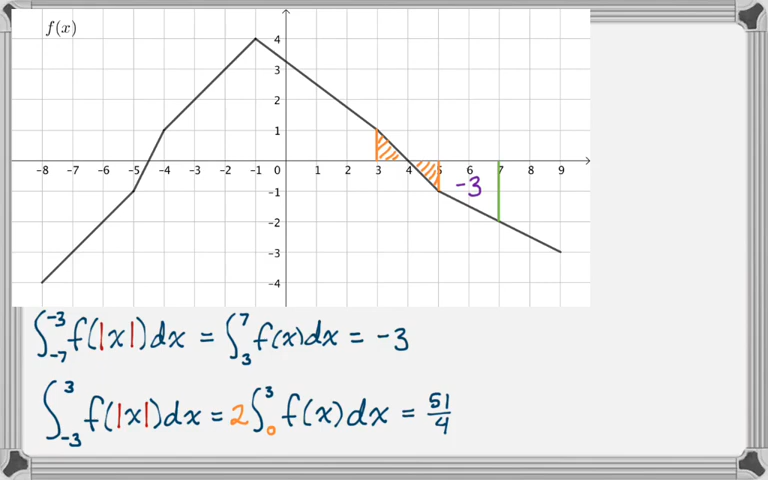 f(x)
4
3
2
1
-8 -7 -6 -5 -4 -3 -2 -1 0 1 2 3 4 5 6 7 8 9
-1
-3
-2
-3
-4
∫_{-7}^{-3} f(|x|)dx = ∫_{3}^{7} f(x)dx = -3
∫_{-3}^{3} f(|x|)dx = 2∫_{0}^{3} f(x)dx = 51/4